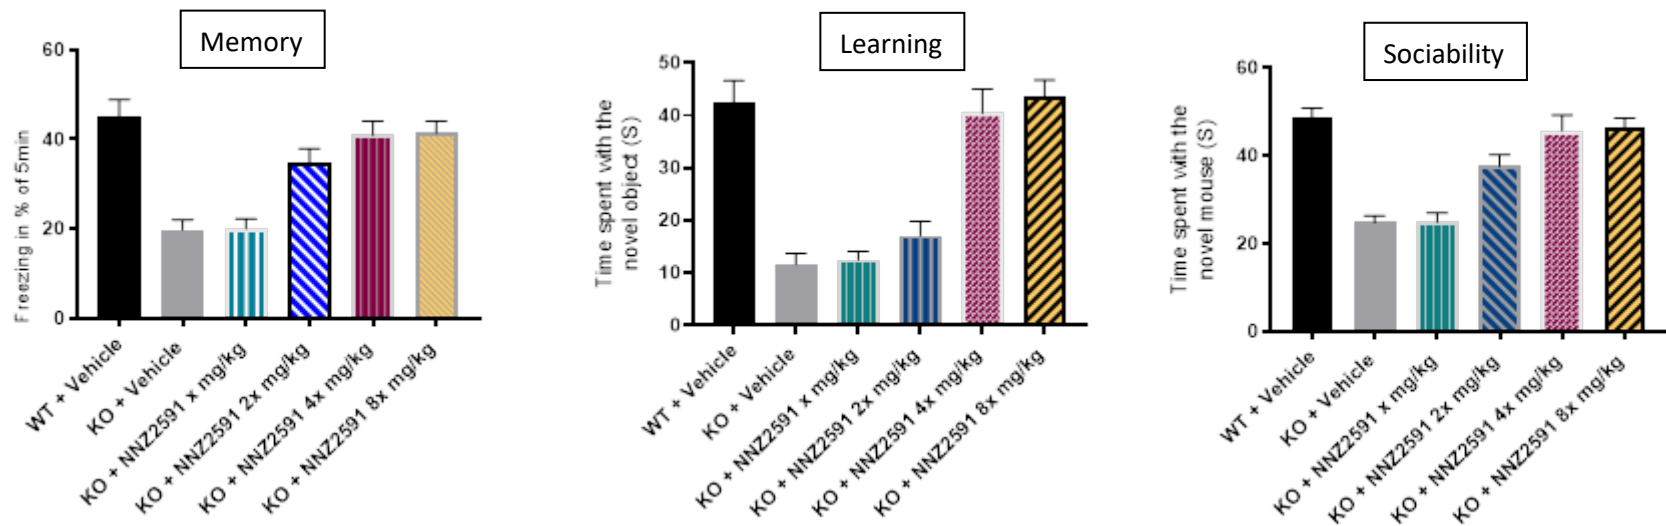 Memory
60
40
20
0
Freezing in % of 5min
WT + Vehicle
KO + Vehicle
KO + NNZ2591 x mg/kg
KO + NNZ2591 2x mg/kg
KO + NNZ2591 4x mg/kg
KO + NNZ2591 8x mg/kg
Learning
50
40
30
20
10
0
Time spent with the
novel object (S)
WT + Vehicle
KO + Vehicle
KO + NNZ2591 x mg/kg
KO + NNZ2591 2x mg/kg
KO + NNZ2591 4x mg/kg
KO + NNZ2591 8x mg/kg
Sociability
60
40
20
0
Time spent with the
novel mouse (S)
WT + Vehicle
KO + Vehicle
KO + NNZ2591 x mg/kg
KO + NNZ2591 2x mg/kg
KO + NNZ2591 4x mg/kg
KO + NNZ2591 8x mg/kg